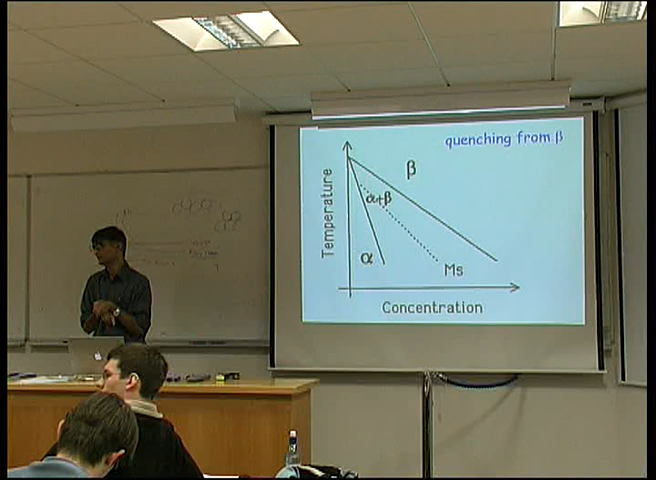 quenching from β
β
α+β
Temperature
α
Ms
Concentration